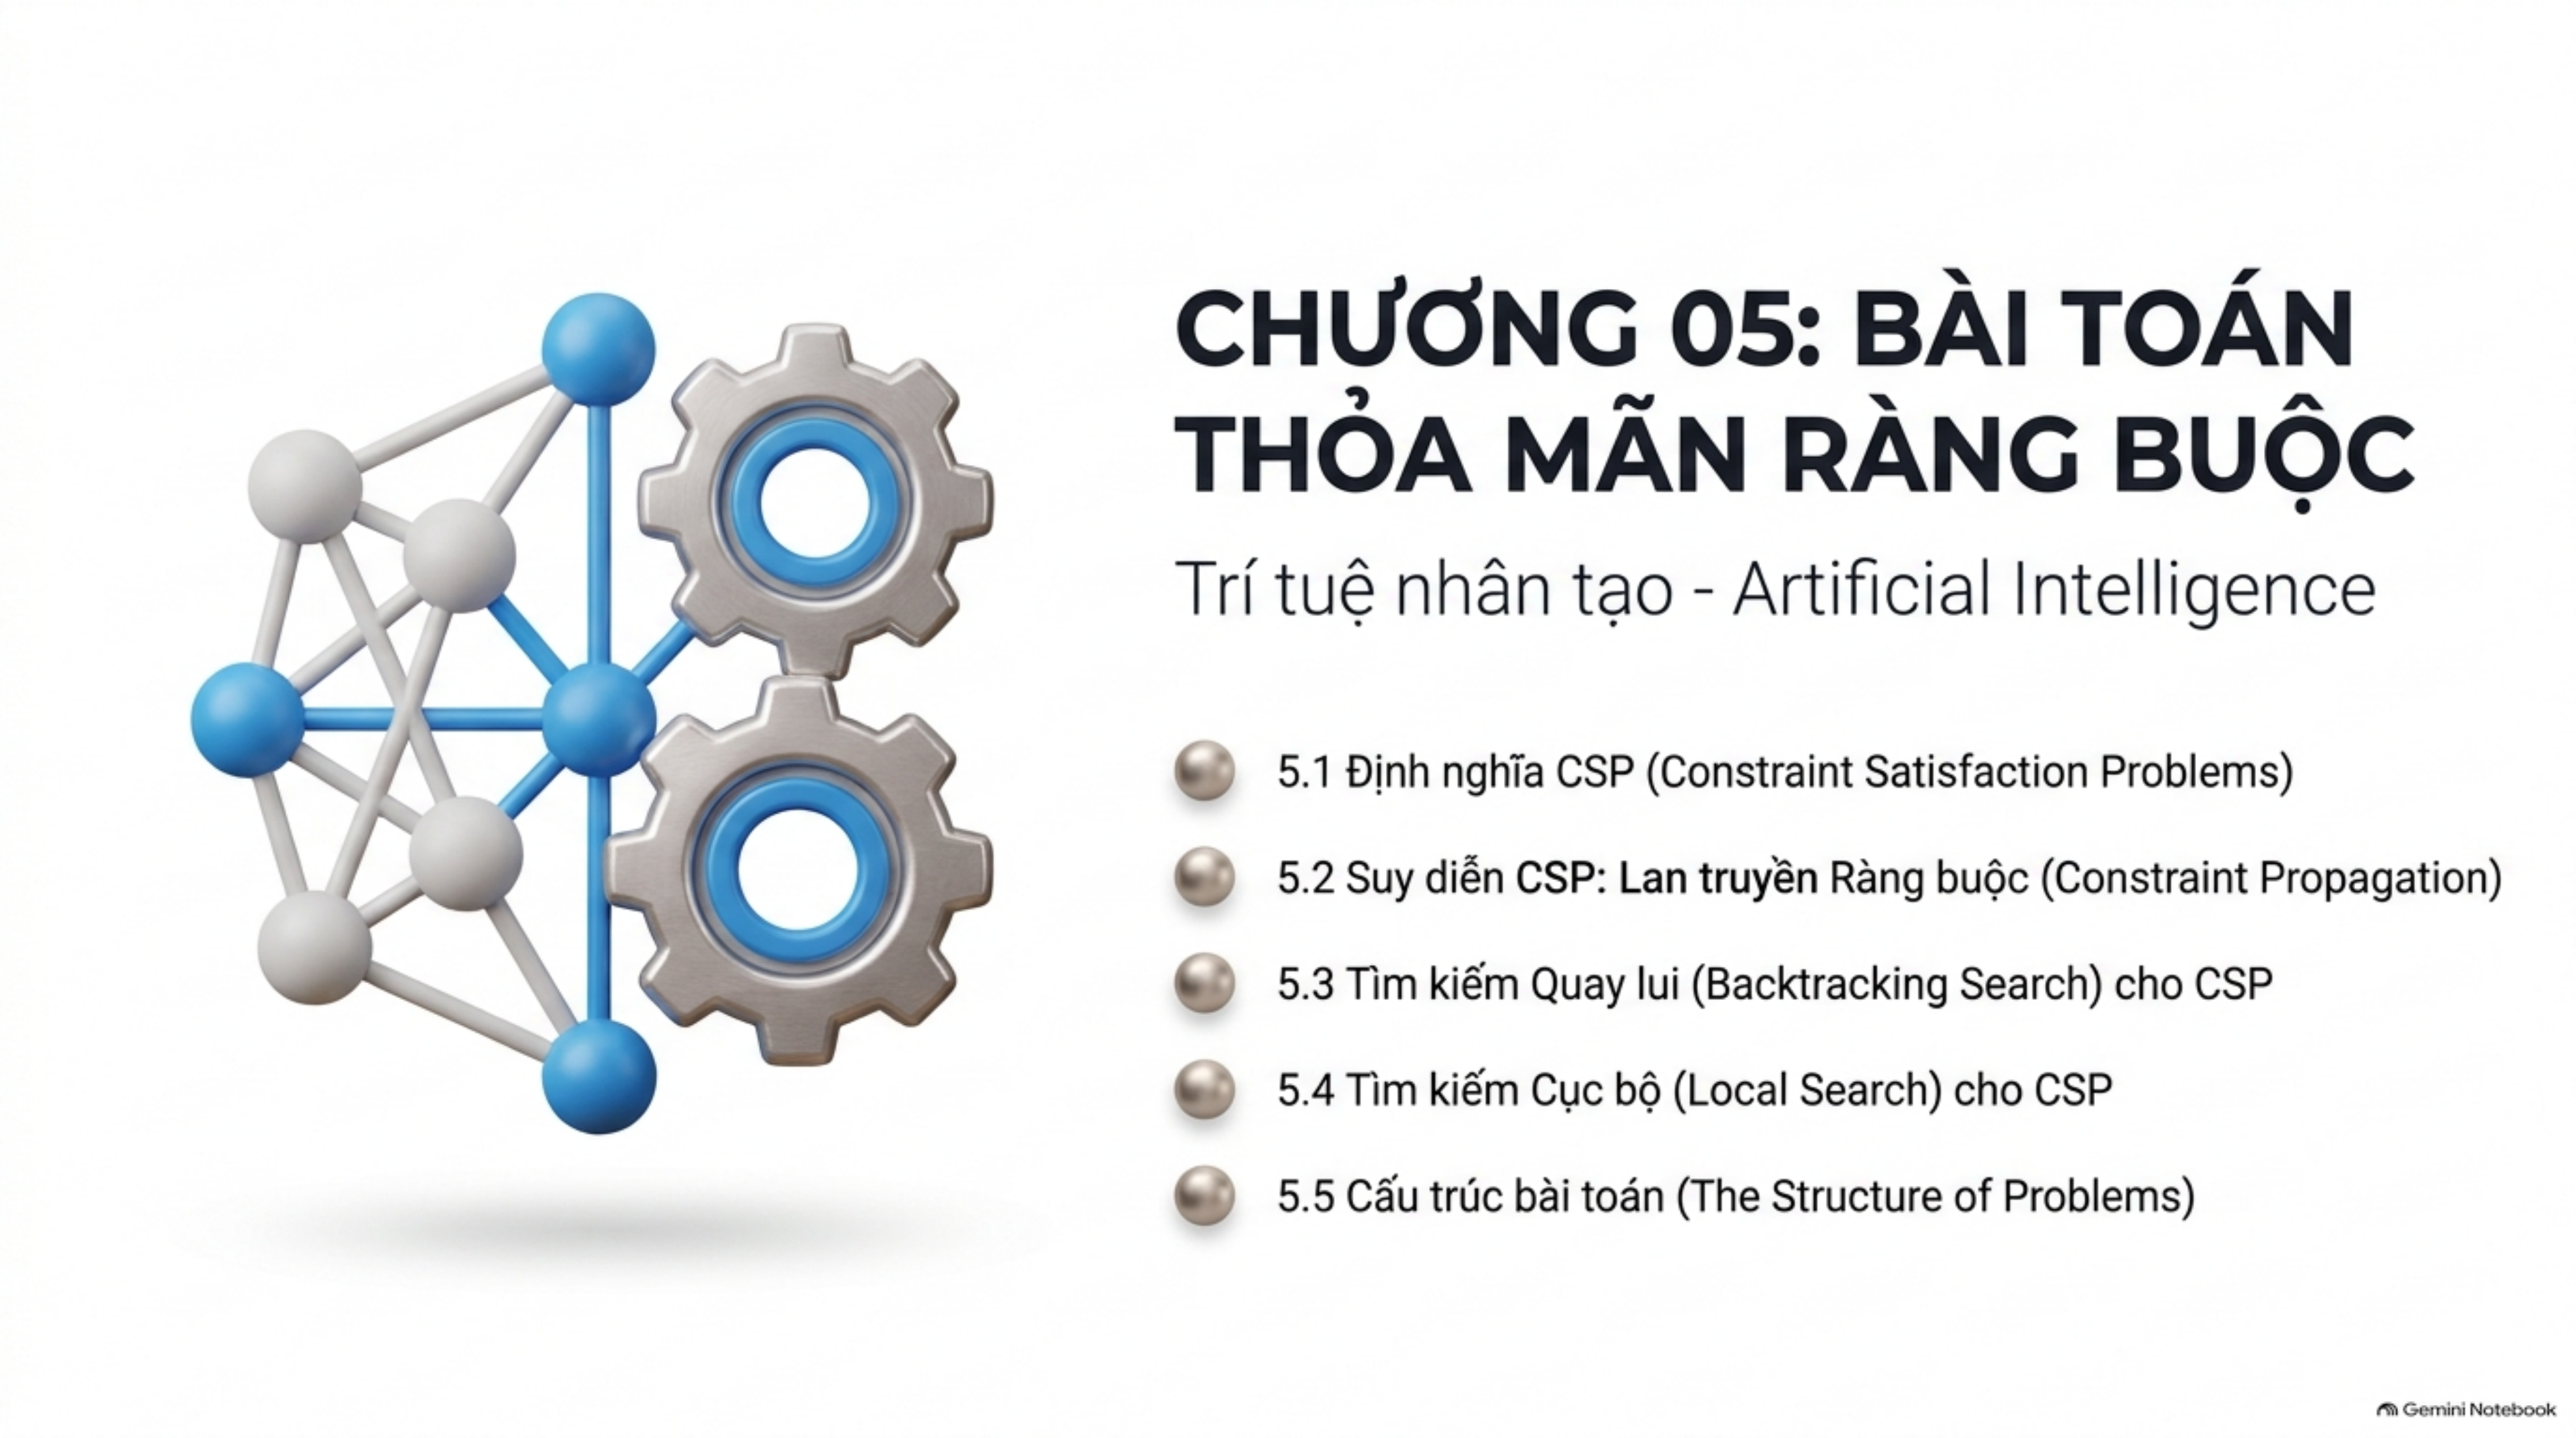 CHƯƠNG 05: BÀI TOÁN
THỎA MÃN RÀNG BUỘC
Trí tuệ nhân tạo - Artificial Intelligence
5.1 Định nghĩa CSP (Constraint Satisfaction Problems)
5.2 Suy diễn CSP: Lan truyền Ràng buộc (Constraint Propagation)
5.3 Tìm kiếm Quay lui (Backtracking Search) cho CSP
5.4 Tìm kiếm Cục bộ (Local Search) cho CSP
5.5 Cấu trúc bài toán (The Structure of Problems)
Gemini Notebook